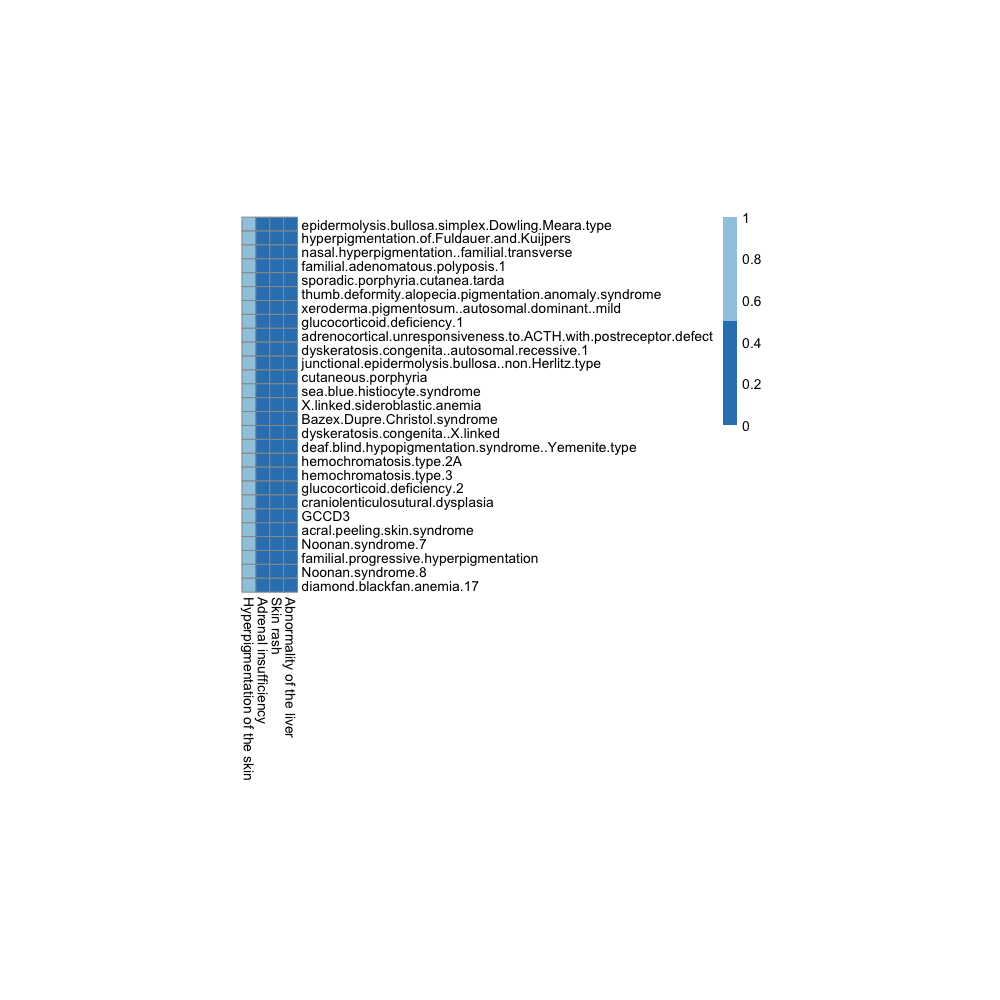 epidermolysis.bullosa.simplex.Dowling.Meara.type
hyperpigmentation.of.Fuldauer.and.Kuijpers
nasal.hyperpigmentation..familial.transverse
familial.adenomatous.polyposis.1
sporadic.porphyria.cutanea.tarda
thumb.deformity.alopecia.pigmentation.anomaly.syndrome
xeroderma.pigmentosum..autosomal.dominant..mild
glucocorticoid.deficiency.1
adrenocortical.unresponsiveness.to.ACTH.with.postreceptor.defect
dyskeratosis.congenita..autosomal.recessive.1
junctional.epidermolysis.bullosa..non.Herlitz.type
cutaneous.porphyria
sea.blue.histiocyte.syndrome
X.linked.sideroblastic.anemia
Bazex.Dupre.Christol.syndrome
dyskeratosis.congenita..X.linked
deaf.blind.hypopigmentation.syndrome..Yemenite.type
hemochromatosis.type.2A
hemochromatosis.type.3
glucocorticoid.deficiency.2
craniolenticulosutural.dysplasia
GCCD3
acral.peeling.skin.syndrome
Noonan.syndrome.7
familial.progressive.hyperpigmentation
Noonan.syndrome.8
diamond.blackfan.anemia.17
Hyperpigmentation of the skin
Adrenal insufficiency
Skin rash
Abnormality of the liver
1
0.8
0.6
0.4
0.2
0